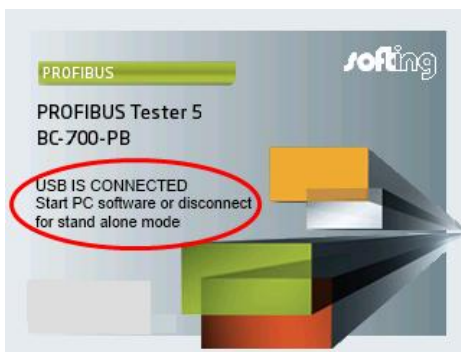 softing
PROFIBUS
PROFIBUS Tester 5
BC-700-PB
USB IS CONNECTED
Start PC software or disconnect
for stand alone mode